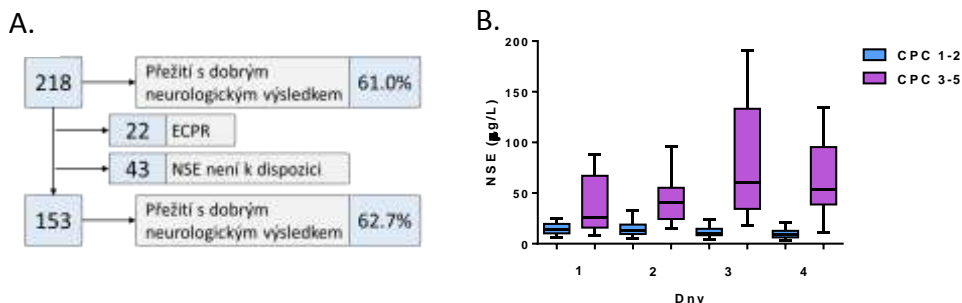 A.
218
Přežití s dobrým
neurologickým výsledkem
61.0%
22
ECPR
43
NSE není k dispozici
153
Přežití s dobrým
neurologickým výsledkem
62.7%
B.
NSE (µg/L)
200
150
100
50
0
1 2 3 4
Dny
CPC 1-2
CPC 3-5